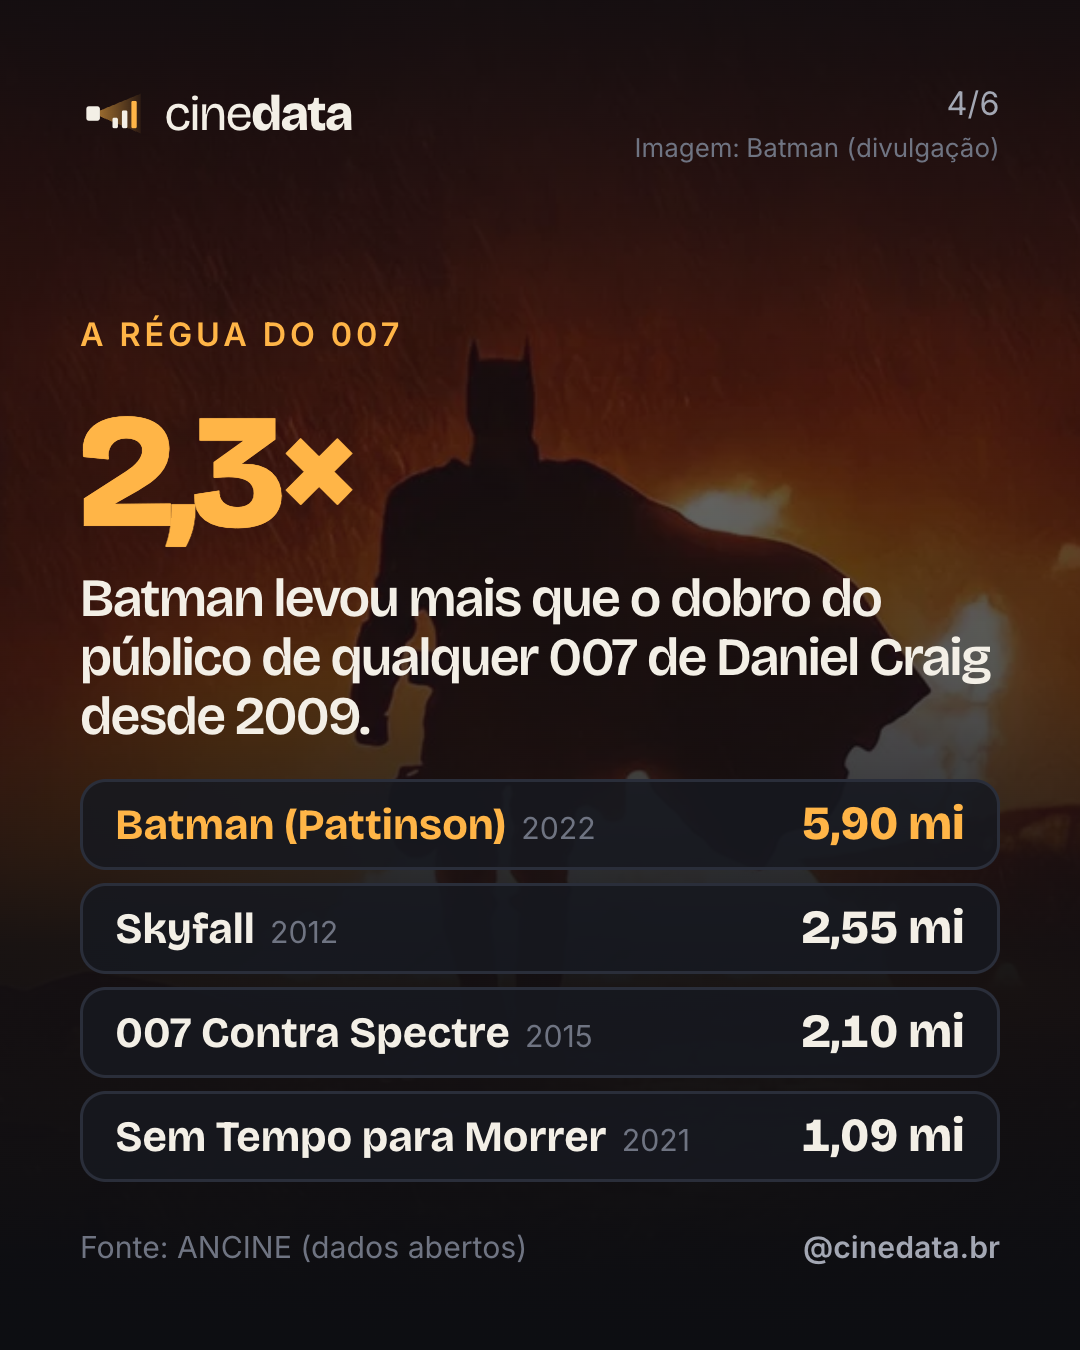 cinedata
4/6
Imagem: Batman (divulgação)
A RÉGUA DO 007
2,3×
Batman levou mais que o dobro do
público de qualquer 007 de Daniel Craig
desde 2009.
Batman (Pattinson) 2022 5,90 mi
Skyfall 2012 2,55 mi
007 Contra Spectre 2015 2,10 mi
Sem Tempo para Morrer 2021 1,09 mi
Fonte: ANCINE (dados abertos)
@cinedata.br